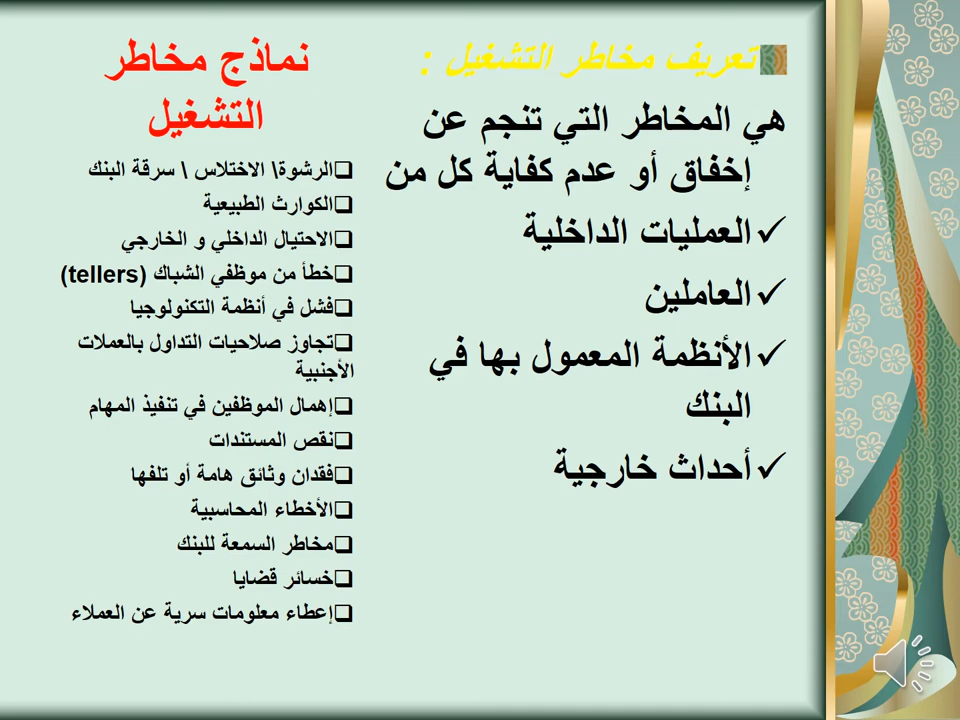 تعريف مخاطر التشغيل :
هي المخاطر التي تنجم عن
إخفاق أو عدم كفاية كل من
✓ العمليات الداخلية
✓ العاملين
✓ الأنظمة المعمول بها في
البنك
✓ أحداث خارجية
نماذج مخاطر
التشغيل
❑الرشوة\ الاختلاس \ سرقة البنك
❑الكوارث الطبيعية
❑الاحتيال الداخلي و الخارجي
❑خطأ من موظفي الشباك (tellers)
❑فشل في أنظمة التكنولوجيا
❑تجاوز صلاحيات التداول بالعملات
الأجنبية
❑إهمال الموظفين في تنفيذ المهام
❑نقص المستندات
❑فقدان وثائق هامة أو تلفها
❑الأخطاء المحاسبية
❑مخاطر السمعة للبنك
❑خسائر قضايا
❑إعطاء معلومات سرية عن العملاء